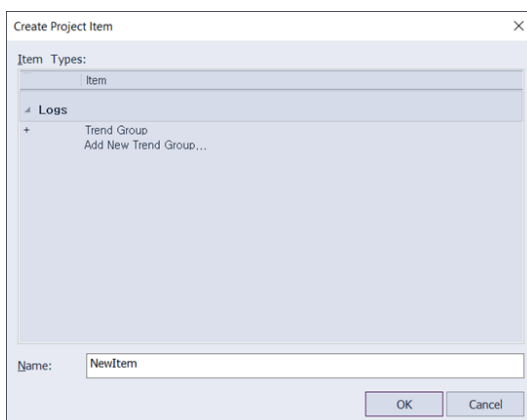 Create Project Item
Item Types:
Item
Logs
+ Trend Group
Add New Trend Group...
Name: NewItem
OK Cancel